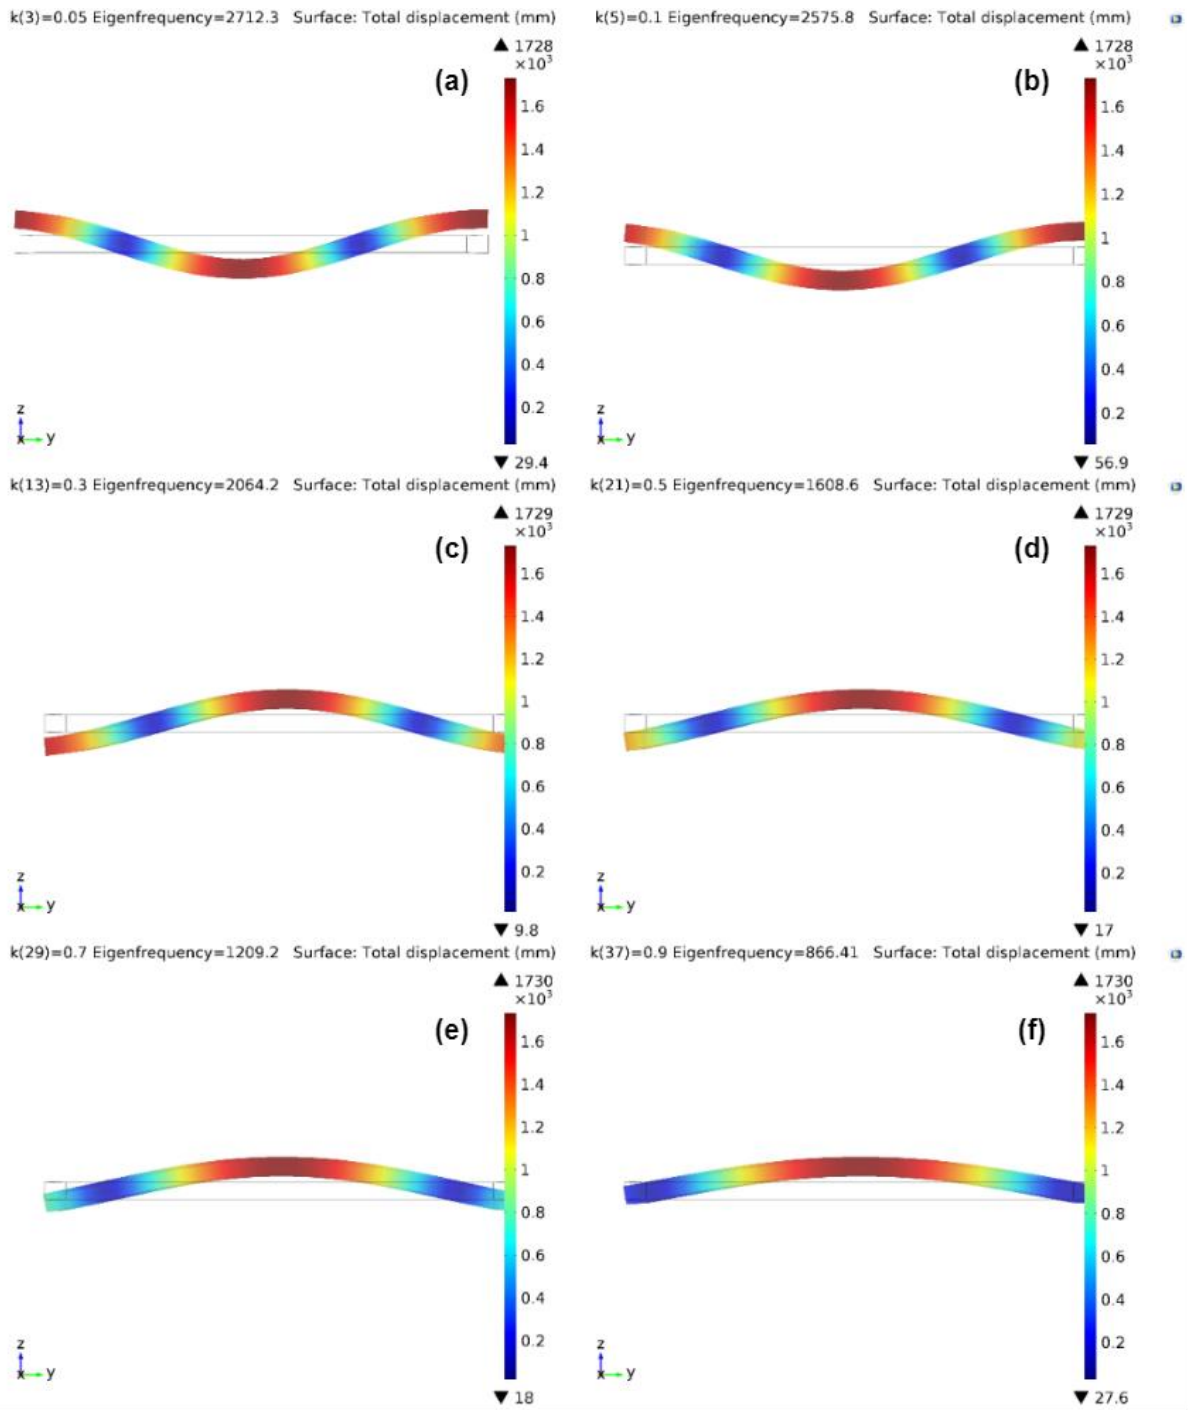 k(3)=0.05 Eigenfrequency=2712.3 Surface: Total displacement (mm)
▲ 1728
×10³
(a)
1.6
1.4
1.2
1
0.8
0.6
0.4
0.2
z
x y
▼ 29.4
k(5)=0.1 Eigenfrequency=2575.8 Surface: Total displacement (mm)
▲ 1728
×10³
(b)
1.6
1.4
1.2
1
0.8
0.6
0.4
0.2
z
x y
▼ 56.9
k(13)=0.3 Eigenfrequency=2064.2 Surface: Total displacement (mm)
▲ 1729
×10³
(c)
1.6
1.4
1.2
1
0.8
0.6
0.4
0.2
z
x y
▼ 9.8
k(21)=0.5 Eigenfrequency=1608.6 Surface: Total displacement (mm)
▲ 1729
×10³
(d)
1.6
1.4
1.2
1
0.8
0.6
0.4
0.2
z
x y
▼ 17
k(29)=0.7 Eigenfrequency=1209.2 Surface: Total displacement (mm)
▲ 1730
×10³
(e)
1.6
1.4
1.2
1
0.8
0.6
0.4
0.2
z
x y
▼ 18
k(37)=0.9 Eigenfrequency=866.41 Surface: Total displacement (mm)
▲ 1730
×10³
(f)
1.6
1.4
1.2
1
0.8
0.6
0.4
0.2
z
x y
▼ 27.6